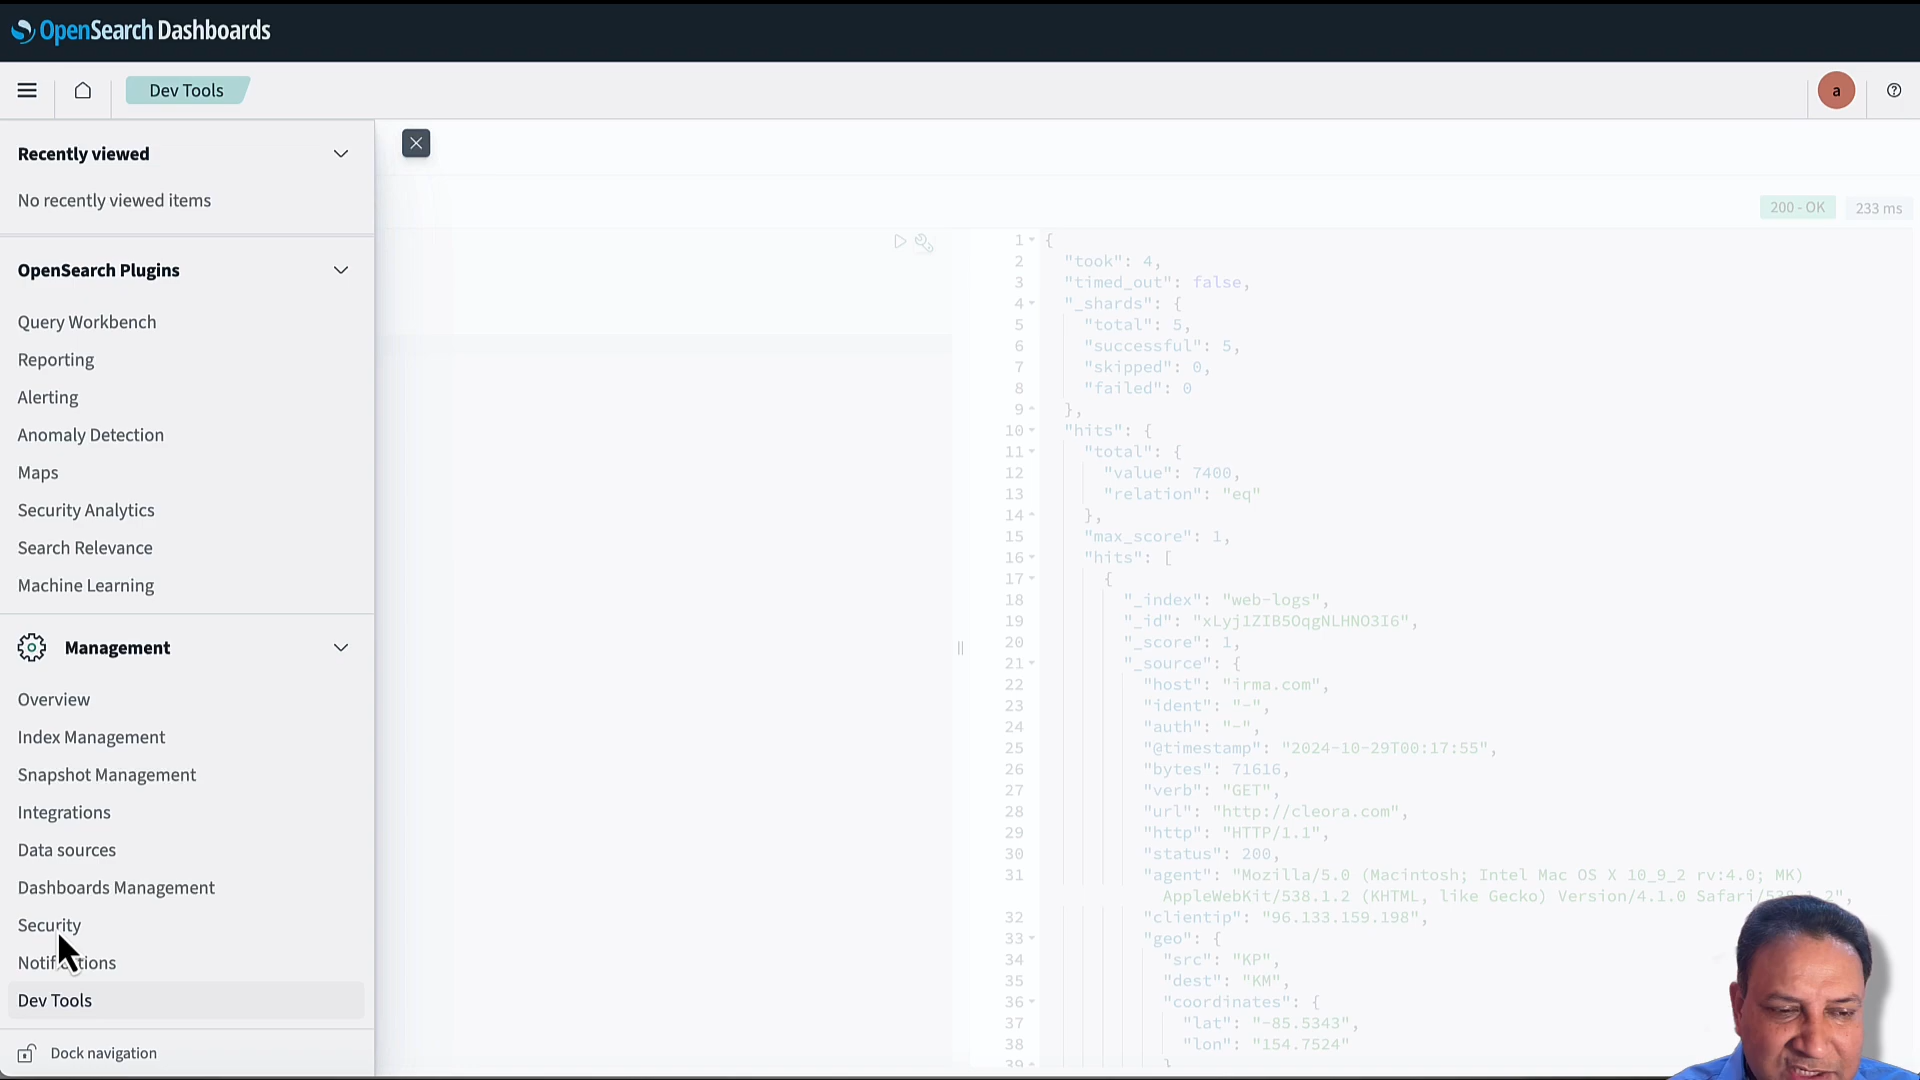 OpenSearch Dashboards
Dev Tools
a
Recently viewed
No recently viewed items
OpenSearch Plugins
Query Workbench
Reporting
Alerting
Anomaly Detection
Maps
Security Analytics
Search Relevance
Machine Learning
Management
Overview
Index Management
Snapshot Management
Integrations
Data sources
Dashboards Management
Security
Notifications
Dev Tools
Dock navigation
200 - OK
233 ms
1 {
2 "took": 4,
3 "timed_out": false,
4 "_shards": {
5 "total": 5,
6 "successful": 5,
7 "skipped": 0,
8 "failed": 0
9 },
10 "hits": {
11 "total": {
12 "value": 7400,
13 "relation": "eq"
14 },
15 "max_score": 1,
16 "hits": [
17 {
18 "_index": "web-logs",
19 "_id": "xLyj1ZIB5OqgNLHNO3I6",
20 "_score": 1,
21 "_source": {
22 "host": "irma.com",
23 "ident": "-",
24 "auth": "-",
25 "@timestamp": "2024-10-29T00:17:55",
26 "bytes": 71616,
27 "verb": "GET",
28 "url": "http://cleora.com",
29 "http": "HTTP/1.1",
30 "status": 200,
31 "agent": "Mozilla/5.0 (Macintosh; Intel Mac OS X 10_9_2 rv:4.0; MK)
AppleWebKit/538.1.2 (KHTML, like Gecko) Version/4.1.0 Safari/538.1.2",
32 "clientip": "96.133.159.198",
33 "geo": {
34 "src": "KP",
35 "dest": "KM",
36 "coordinates": {
37 "lat": "-85.5343",
38 "lon": "154.7524"
39 }